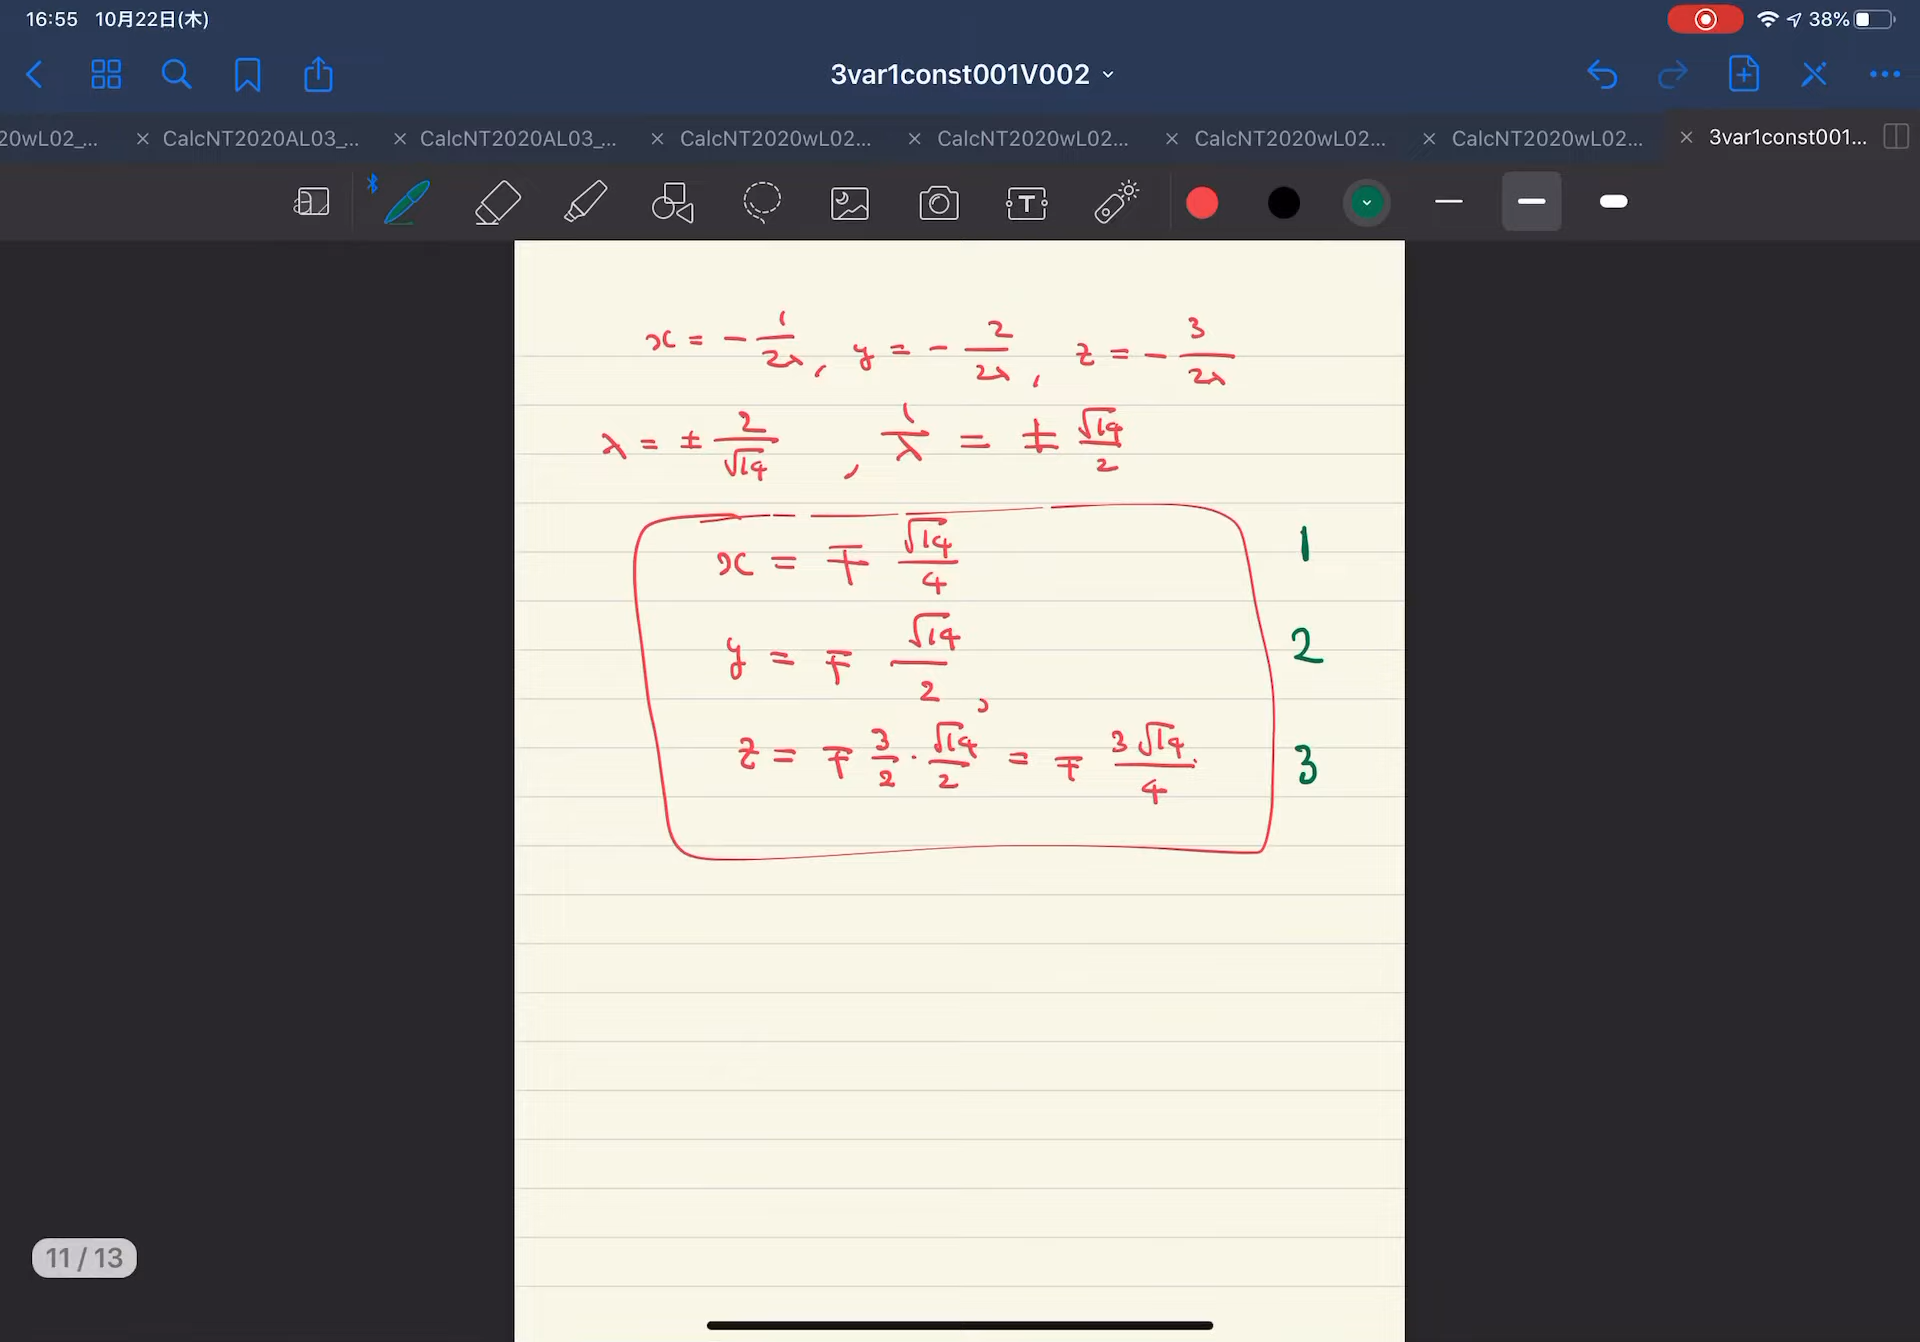 16:55 10月22日(木) 38%
3var1const001V002
20wL02_... × CalcNT2020AL03_... × CalcNT2020AL03_... × CalcNT2020wL02... × CalcNT2020wL02... × CalcNT2020wL02... × CalcNT2020wL02... × 3var1const001...
T
x = - 1/2λ, y = - 2/2λ, z = - 3/2λ
λ = ± 2/√14, 1/λ = ± √14/2
x = ∓ √14/4 1
y = ∓ √14/2, 2
z = ∓ 3/2 · √14/2 = ∓ 3√14/4. 3
11 / 13